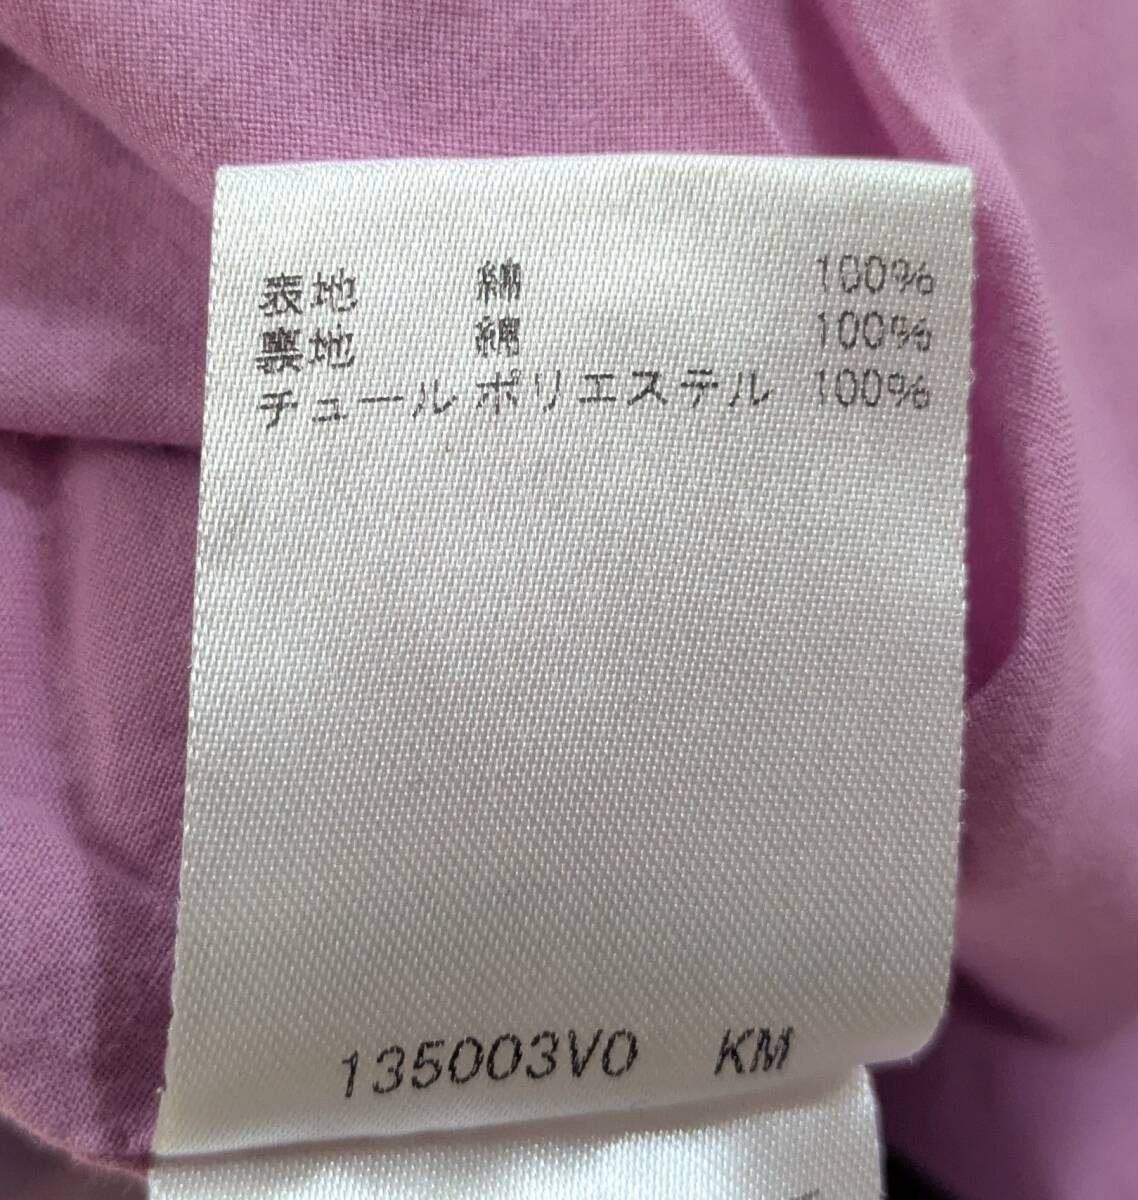 表地 綿 100%
裏地 綿 100%
チュール ポリエステル 100%
135003VO KM